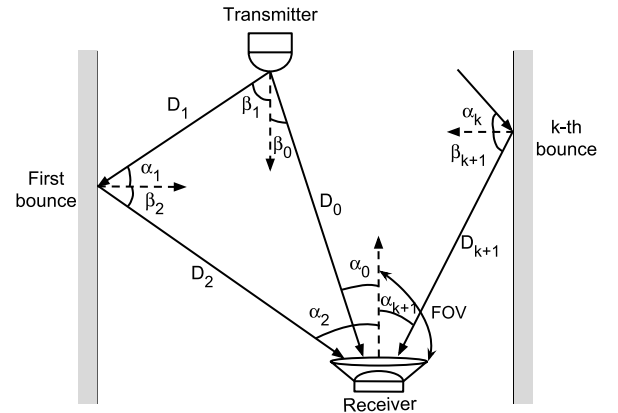 Transmitter
D₁
β₁
β₀
αₖ
βₖ₊₁
k-th
bounce
First
bounce
α₁
β₂
D₀
Dₖ₊₁
D₂
α₀
α₂
αₖ₊₁
FOV
Receiver